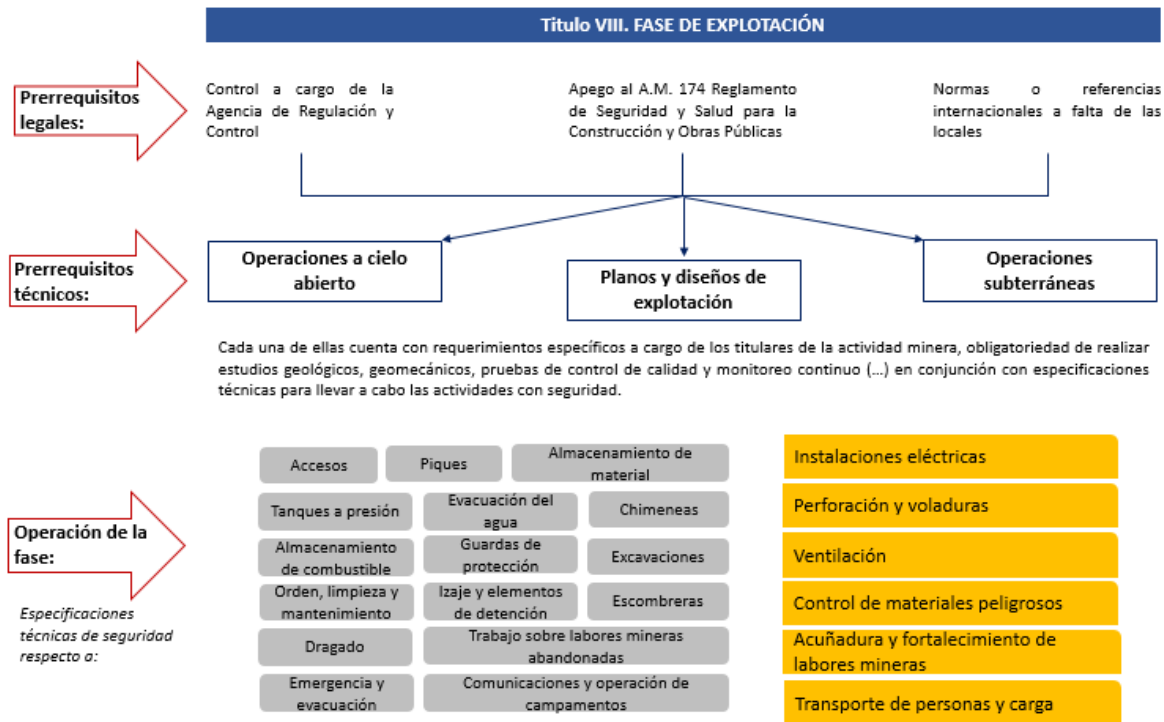 Titulo VIII. FASE DE EXPLOTACIÓN
Prerrequisitos
legales:
Control a cargo de la
Agencia de Regulación y
Control
Apego al A.M. 174 Reglamento
de Seguridad y Salud para la
Construcción y Obras Públicas
Normas o referencias
internacionales a falta de las
locales
Prerrequisitos
técnicos:
Operaciones a cielo
abierto
Planos y diseños de
explotación
Operaciones
subterráneas
Cada una de ellas cuenta con requerimientos específicos a cargo de los titulares de la actividad minera, obligatoriedad de realizar
estudios geológicos, geomecánicos, pruebas de control de calidad y monitoreo continuo (...) en conjunción con especificaciones
técnicas para llevar a cabo las actividades con seguridad.
Operación de la
fase:
Especificaciones
técnicas de seguridad
respecto a:
Accesos
Piques
Almacenamiento de
material
Tanques a presión
Evacuación del
agua
Chimeneas
Almacenamiento
de combustible
Guardas de
protección
Excavaciones
Orden, limpieza y
mantenimiento
Izaje y elementos
de detención
Escombreras
Dragado
Trabajo sobre labores mineras
abandonadas
Emergencia y
evacuación
Comunicaciones y operación de
campamentos
Instalaciones eléctricas
Perforación y voladuras
Ventilación
Control de materiales peligrosos
Acuñadura y fortalecimiento de
labores mineras
Transporte de personas y carga